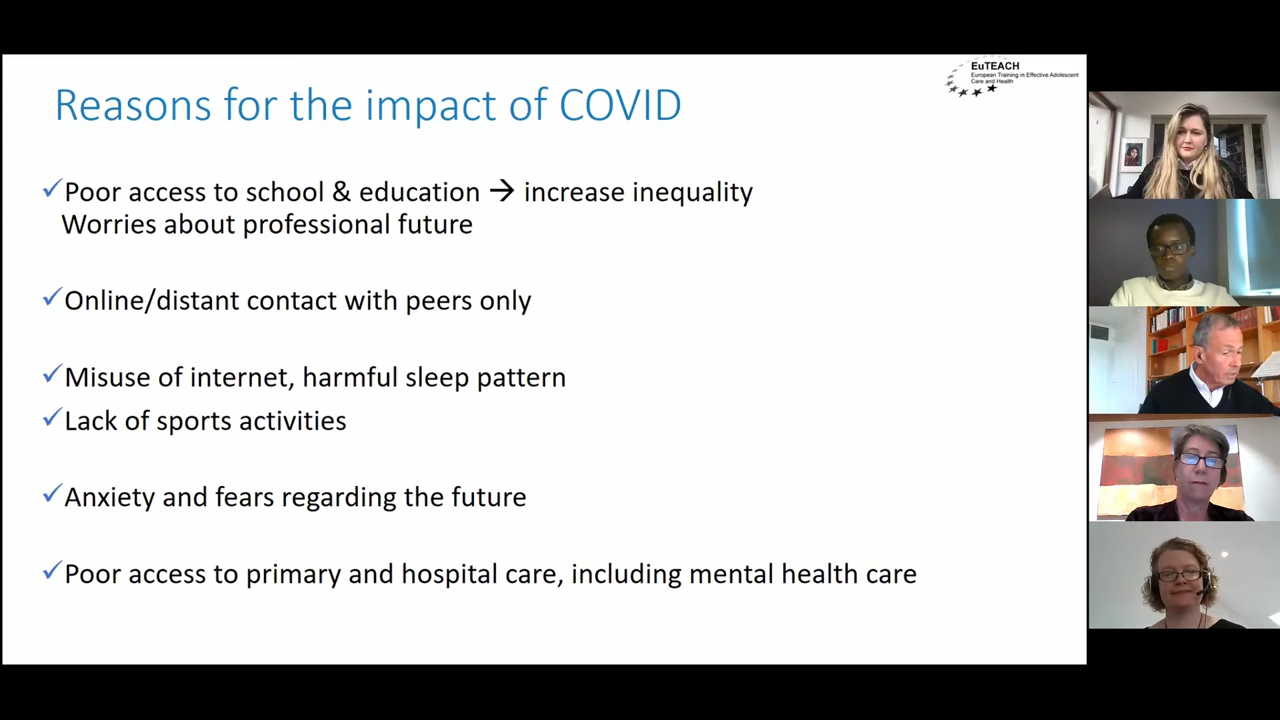 EuTEACH
European Training in Effective Adolescent
Care and Health
Reasons for the impact of COVID
✓Poor access to school & education → increase inequality
Worries about professional future
✓Online/distant contact with peers only
✓Misuse of internet, harmful sleep pattern
✓Lack of sports activities
✓Anxiety and fears regarding the future
✓Poor access to primary and hospital care, including mental health care